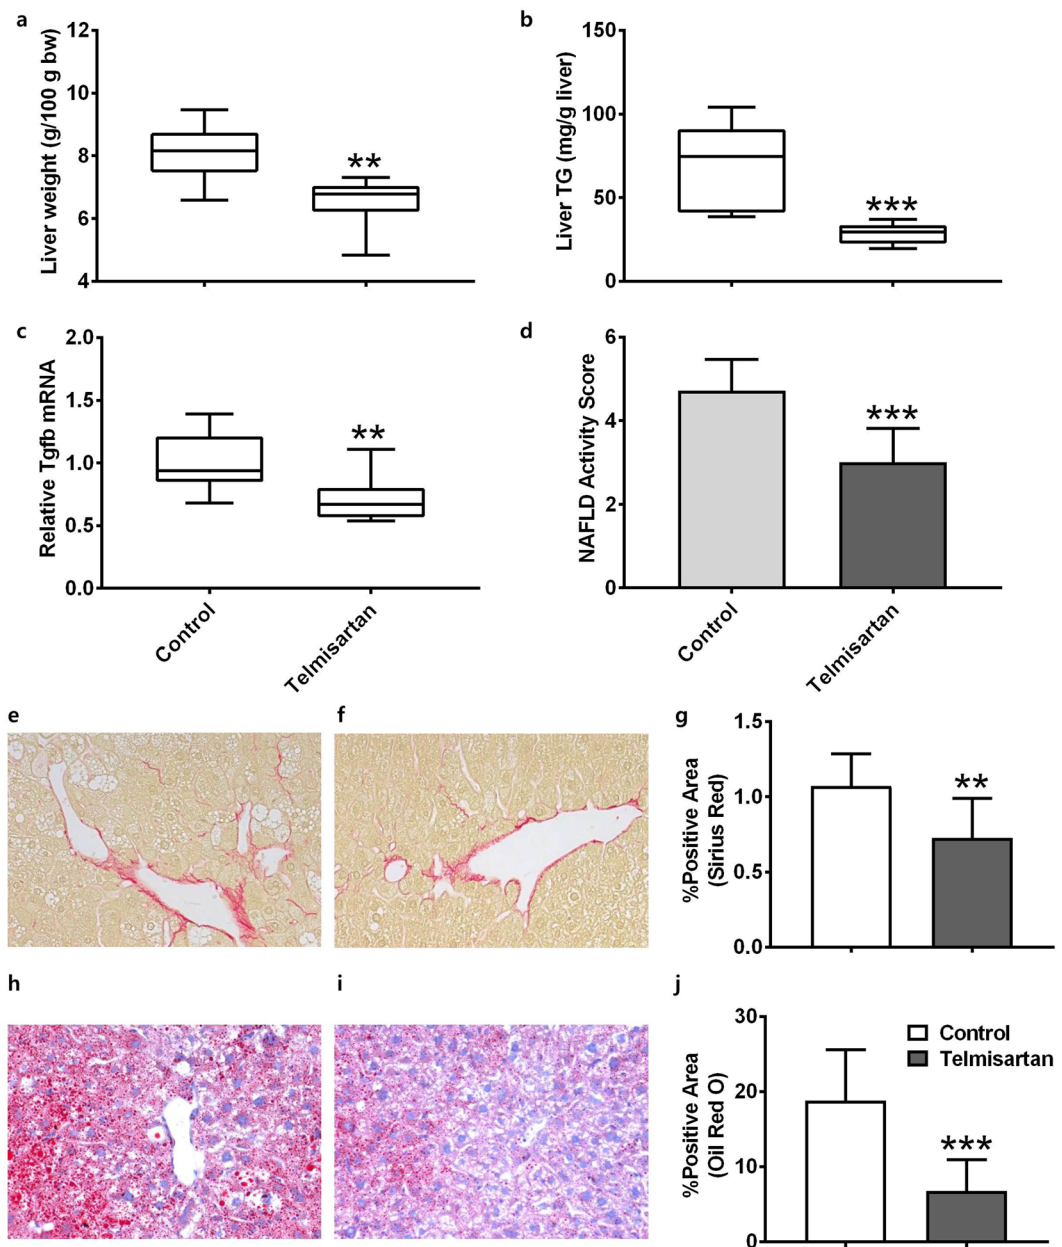 a
Liver weight (g/100 g bw)
12
10
8
6
4
**
b
Liver TG (mg/g liver)
150
100
50
0
***
c
Relative Tgfb mRNA
2.0
1.5
1.0
0.5
0.0
**
Control
Telmisartan
d
NAFLD Activity Score
6
4
2
0
***
Control
Telmisartan
e
f
g
%Positive Area
(Sirius Red)
1.5
1.0
0.5
0.0
**
h
i
j
%Positive Area
(Oil Red O)
30
20
10
0
Control
Telmisartan
***